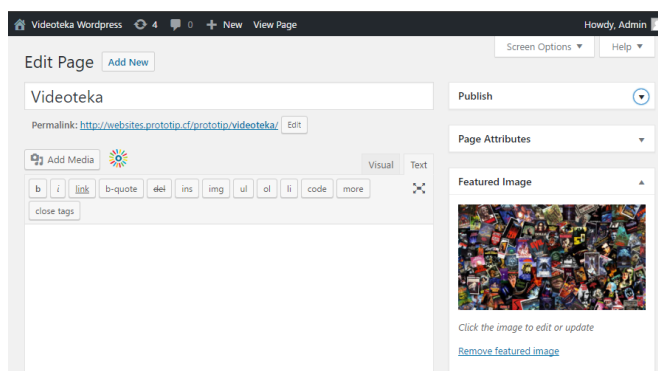 Videoteka Wordpress 4 0 + New View Page Howdy, Admin
Screen Options Help
Edit Page Add New
Videoteka
Permalink: http://websites.prototip.cf/prototip/videoteka/ Edit
Add Media
Visual Text
b i link b-quote del ins img ul ol li code more
close tags
Publish
Page Attributes
Featured Image
Click the image to edit or update
Remove featured image